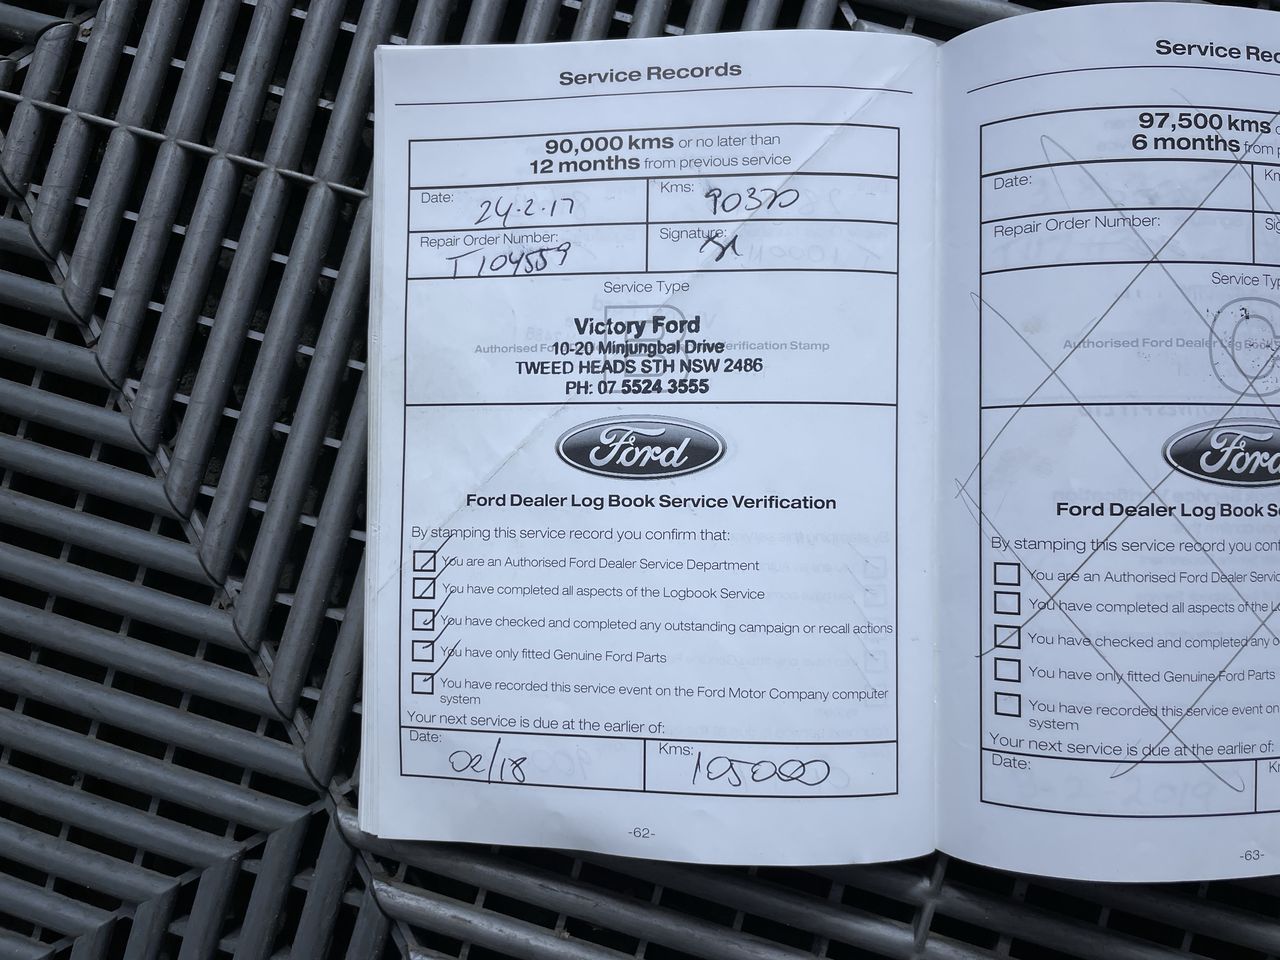 Service Records
90,000 kms or no later than
12 months from previous service
Date: 24.2.17
Kms: 90370
Repair Order Number: T104559
Signature:
Service Type
B
Authorised Fo
Verification Stamp
Victory Ford
10-20 Minjungbal Drive
TWEED HEADS STH NSW 2486
PH: 07 5524 3555
Ford
Ford Dealer Log Book Service Verification
By stamping this service record you confirm that:
You are an Authorised Ford Dealer Service Department
You have completed all aspects of the Logbook Service
You have checked and completed any outstanding campaign or recall actions
You have only fitted Genuine Ford Parts
You have recorded this service event on the Ford Motor Company computer
system
Your next service is due at the earlier of:
Date: 02/18
Kms: 105000
-62-
Service Rec
97,500 kms o
6 months from p
Date:
Km
Repair Order Number:
Sig
Service Typ
Authorised Ford Dealer Log Book S
Ford
Ford Dealer Log Book Se
By stamping this service record you conf
You are an Authorised Ford Dealer Servic
You have completed all aspects of the Lo
You have checked and completed any o
You have only fitted Genuine Ford Parts
You have recorded this service event on
system
Your next service is due at the earlier of:
Date:
Km
-63-